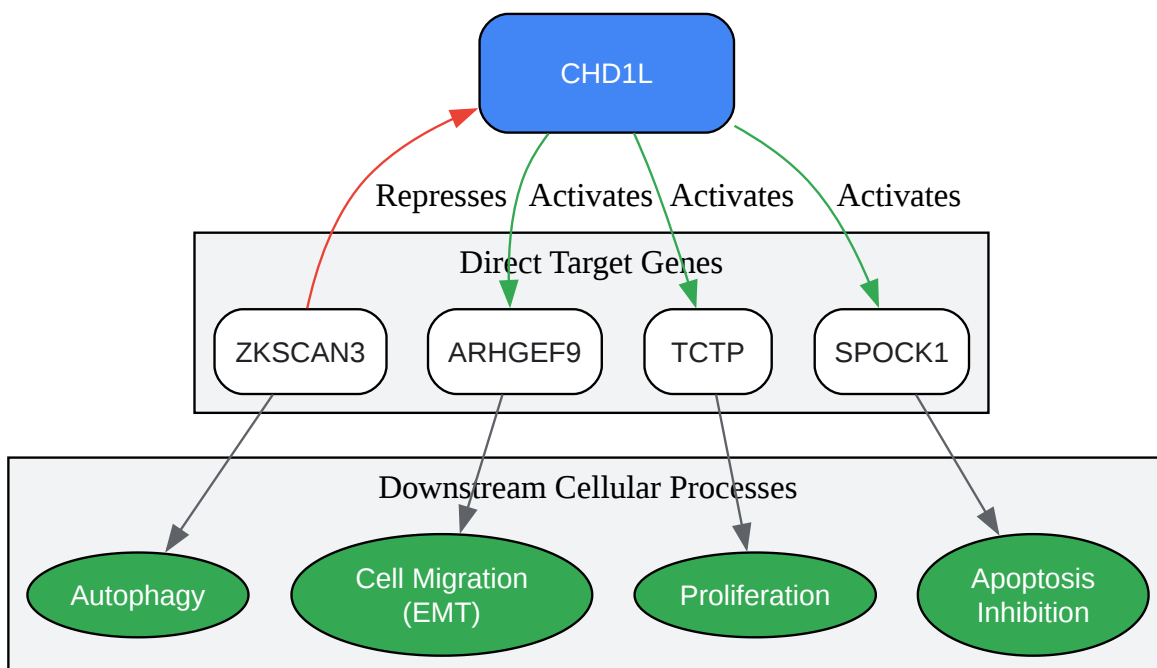 CHD1L
Represses
Activates
Activates
Activates
Direct Target Genes
ZKSCAN3
ARHGEF9
TCTP
SPOCK1
Downstream Cellular Processes
Autophagy
Cell Migration
(EMT)
Proliferation
Apoptosis
Inhibition